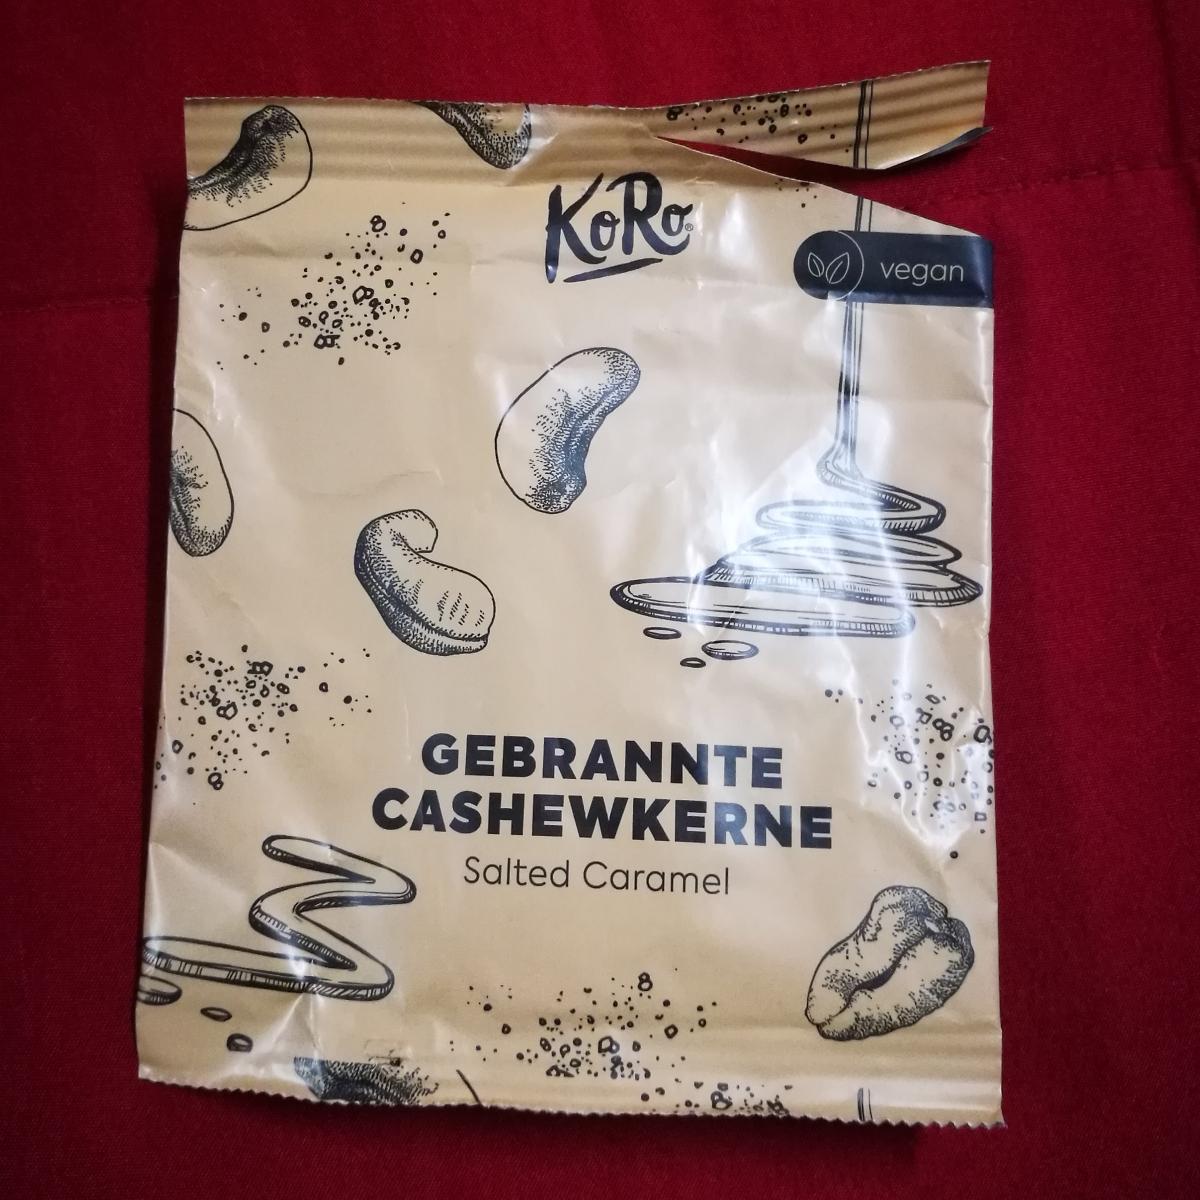 KoRo®
vegan
GEBRANNTE
CASHEWKERNE
Salted Caramel